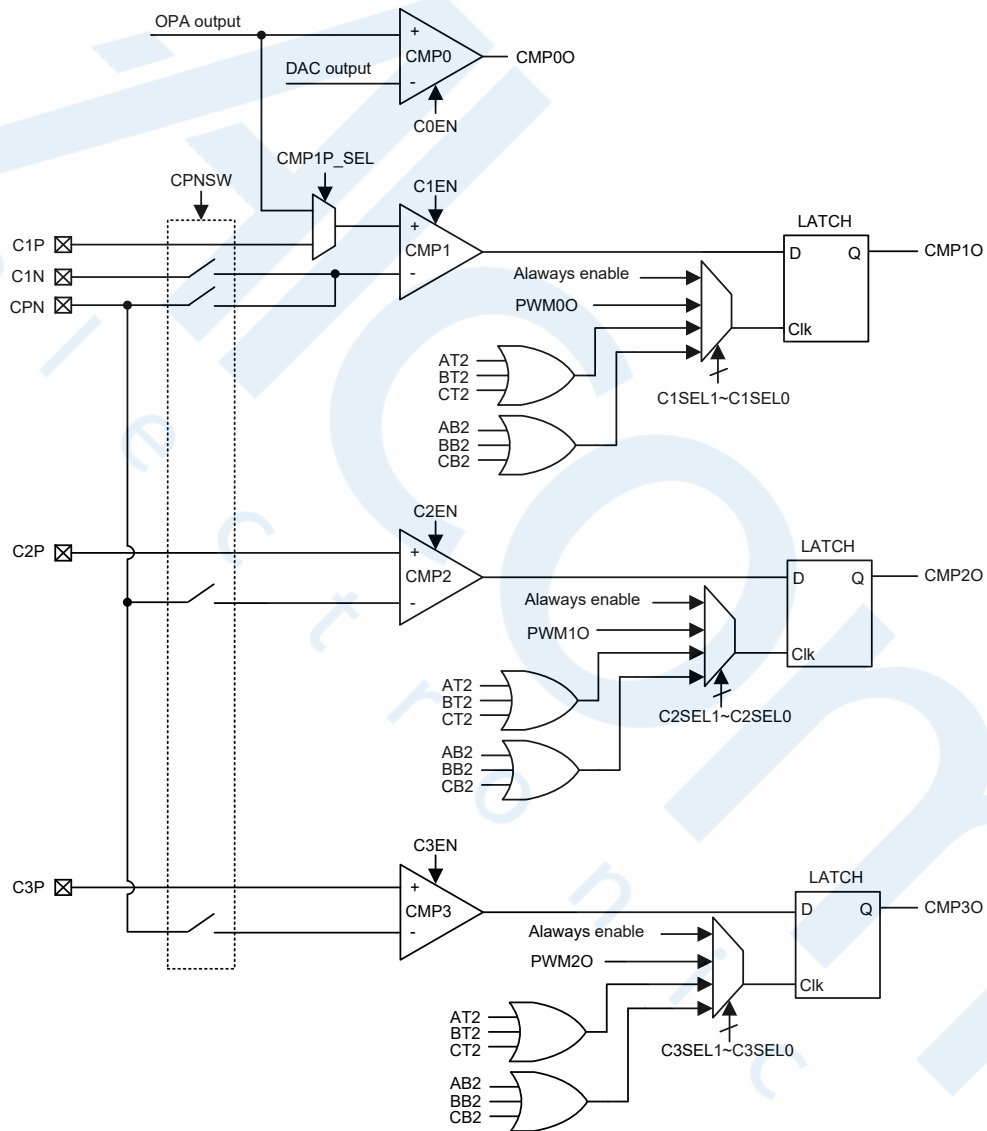 OPA output
+
CMP0
-
CMP0O
DAC output
C0EN
CMP1P_SEL
CPNSW
C1EN
LATCH
C1P
C1N
CPN
+
CMP1
-
D
Q
CMP1O
Clk
Alaways enable
PWM0O
AT2
BT2
CT2
C1SEL1~C1SEL0
AB2
BB2
CB2
C2EN
LATCH
C2P
+
CMP2
-
D
Q
CMP2O
Clk
Alaways enable
PWM1O
AT2
BT2
CT2
C2SEL1~C2SEL0
AB2
BB2
CB2
C3EN
LATCH
C3P
+
CMP3
-
D
Q
CMP3O
Clk
Alaways enable
PWM2O
AT2
BT2
CT2
C3SEL1~C3SEL0
AB2
BB2
CB2